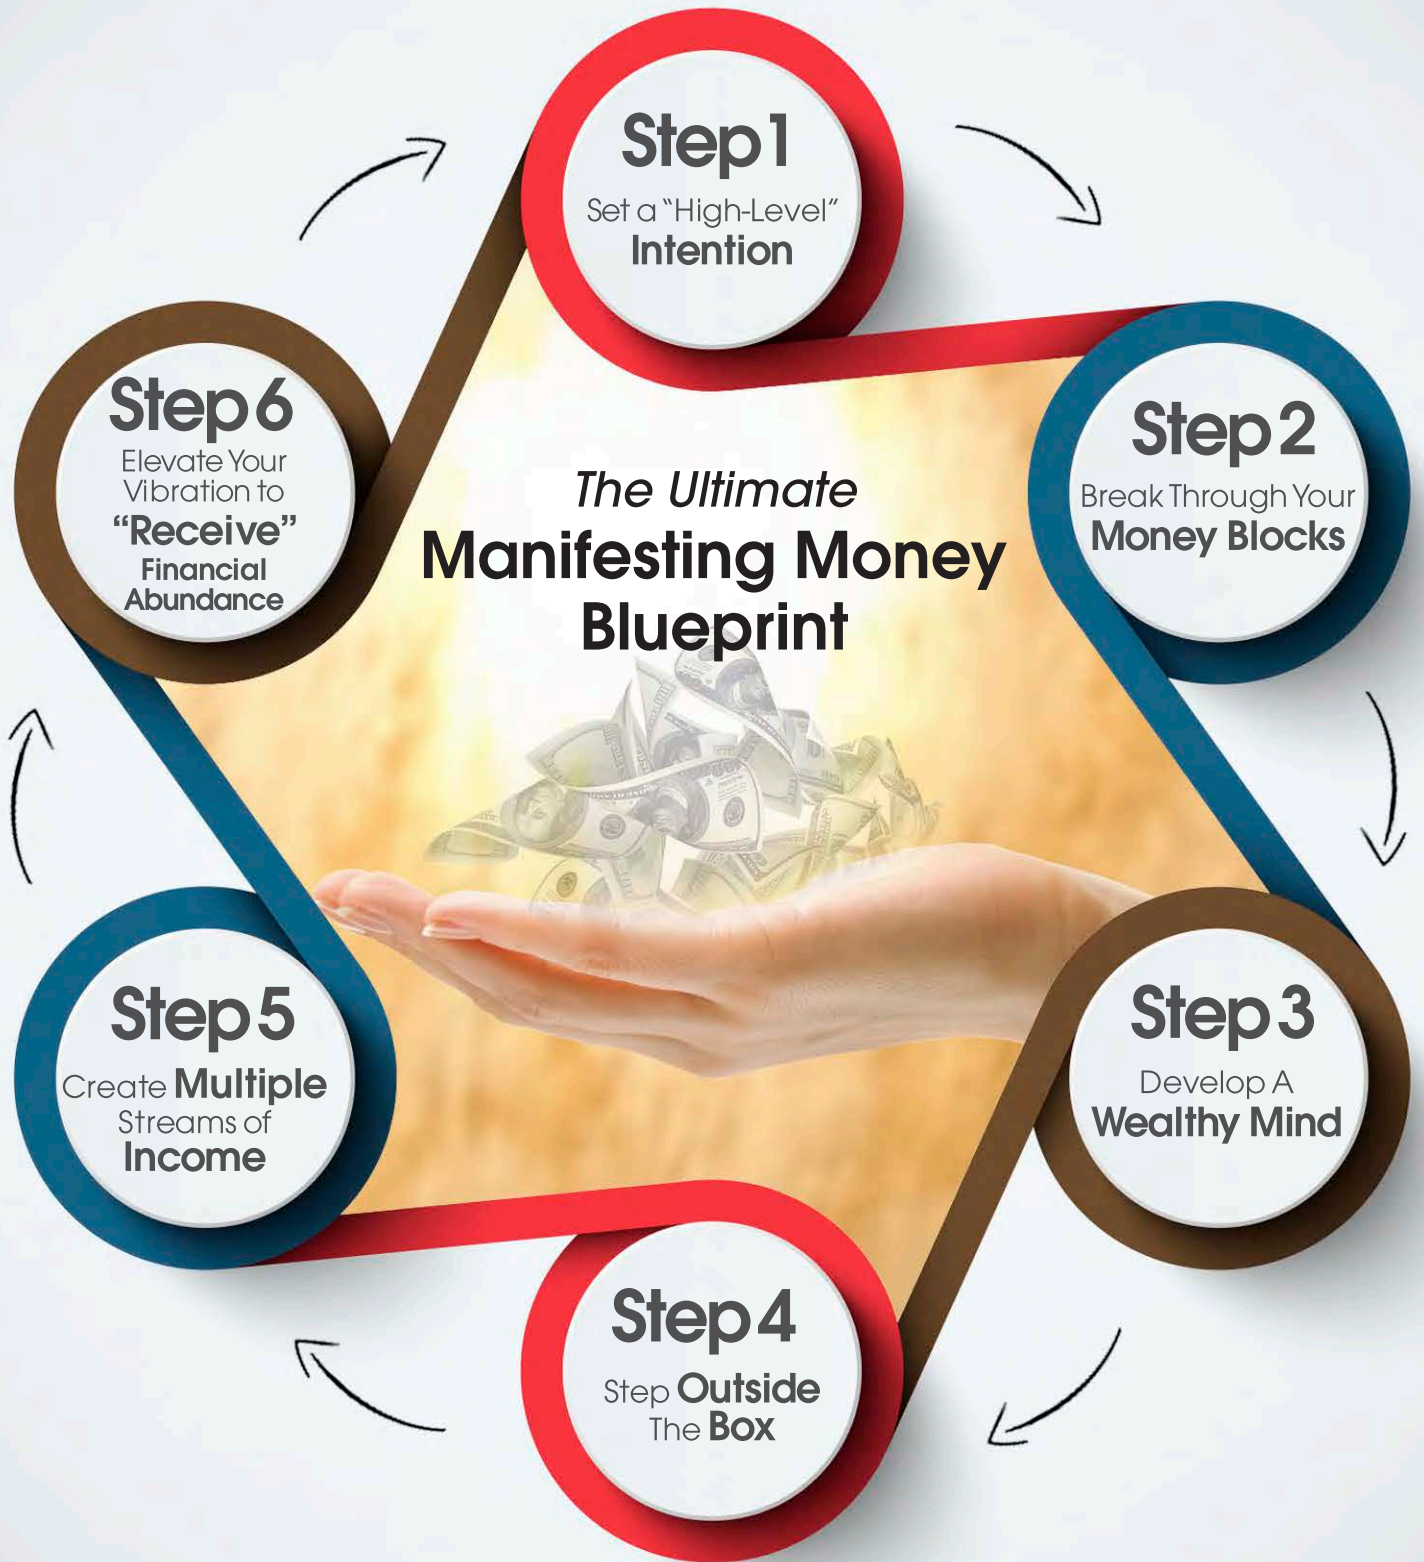 Step 1
Set a “High-Level”
Intention
Step 2
Break Through Your
Money Blocks
Step 3
Develop A
Wealthy Mind
Step 4
Step Outside
The Box
Step 5
Create Multiple
Streams of
Income
Step 6
Elevate Your
Vibration to
“Receive”
Financial
Abundance
The Ultimate
Manifesting Money
Blueprint